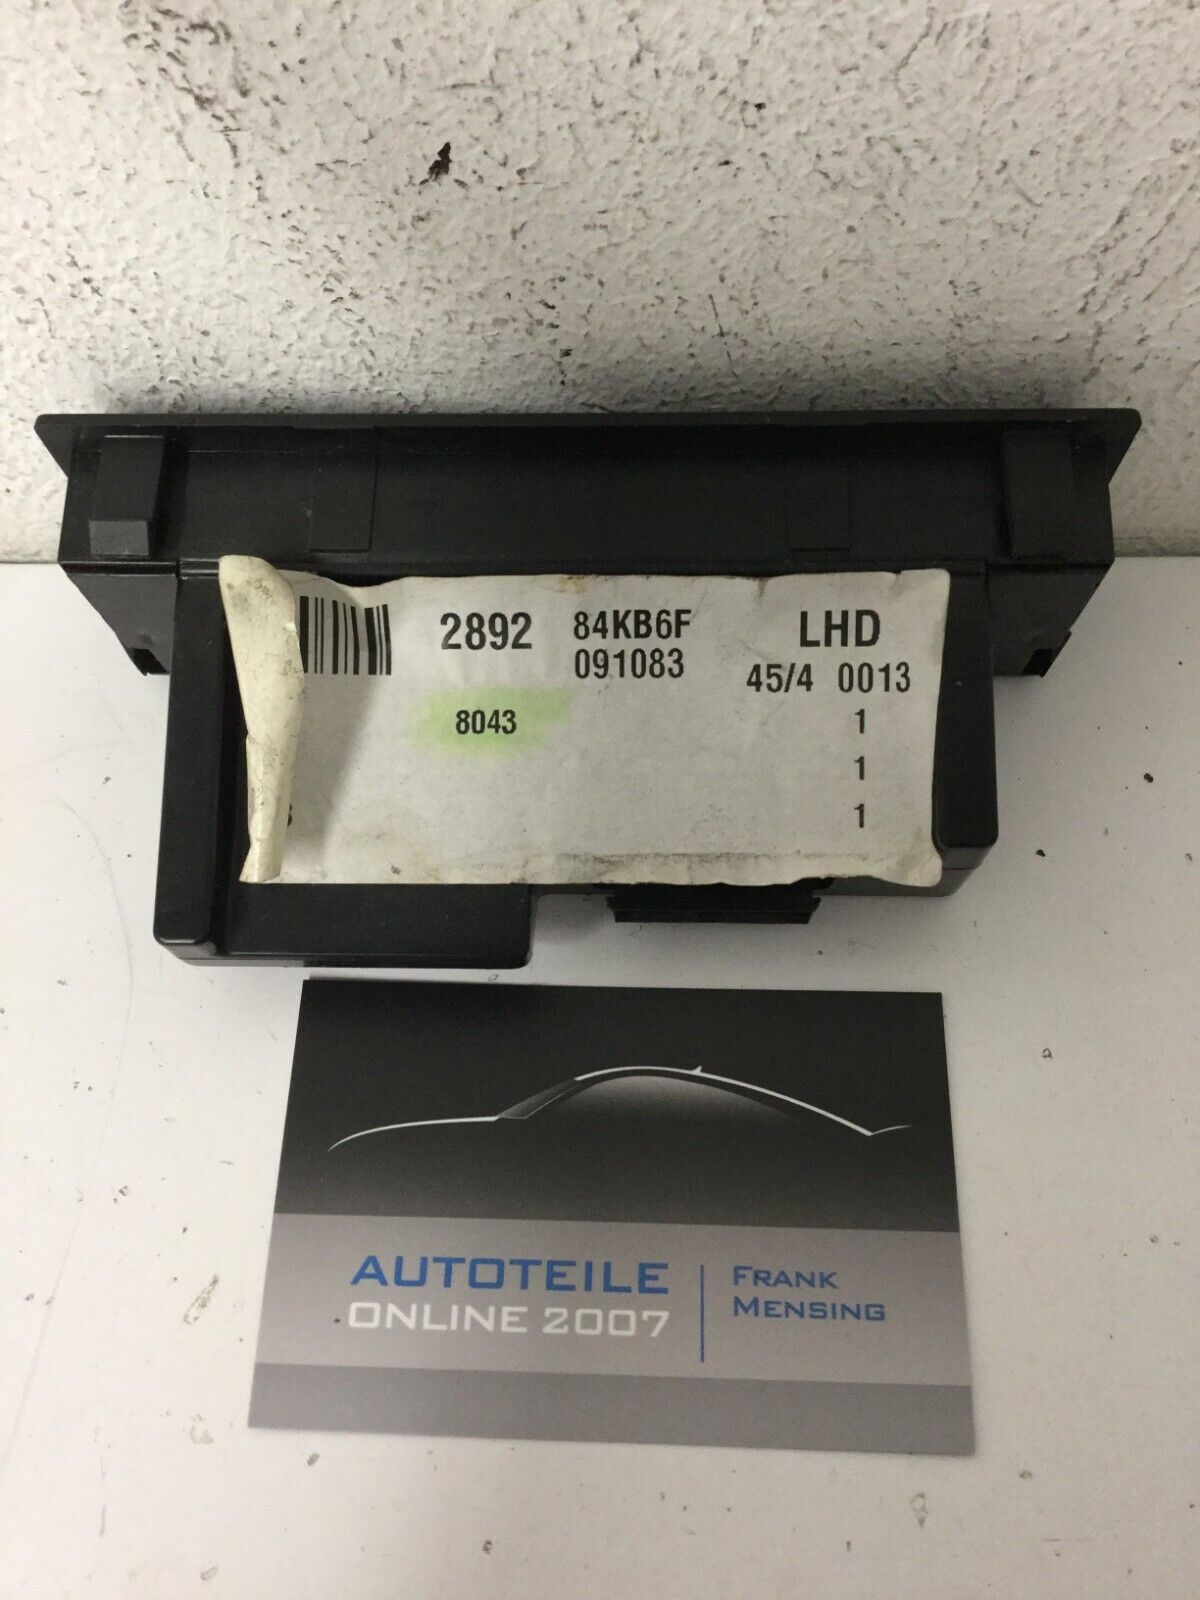 2892 84KB6F LHD
091083 45/4 0013
8043 1
1
1
AUTOTEILE
ONLINE 2007
FRANK
MENSING